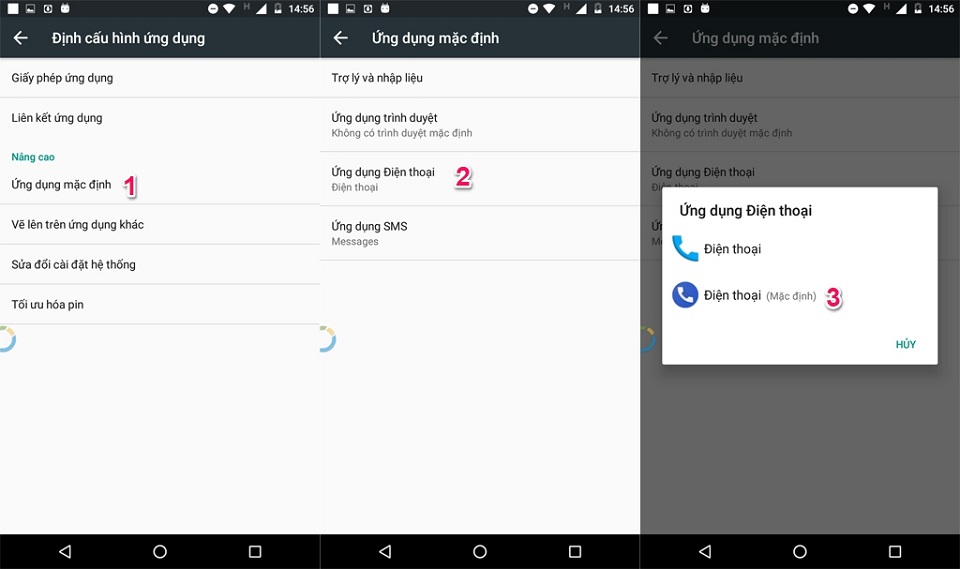 H 14:56
Định cấu hình ứng dụng
Giấy phép ứng dụng
Liên kết ứng dụng
Nâng cao
Ứng dụng mặc định 1
Vẽ lên trên ứng dụng khác
Sửa đổi cài đặt hệ thống
Tối ưu hóa pin
H 14:56
Ứng dụng mặc định
Trợ lý và nhập liệu
Ứng dụng trình duyệt
Không có trình duyệt mặc định
Ứng dụng Điện thoại 2
Điện thoại
Ứng dụng SMS
Messages
H 14:56
Ứng dụng mặc định
Trợ lý và nhập liệu
Ứng dụng trình duyệt
Không có trình duyệt mặc định
Ứng dụng Điện thoại
Ứng dụng Điện thoại
Điện thoại
Điện thoại (Mặc định) 3
HỦY